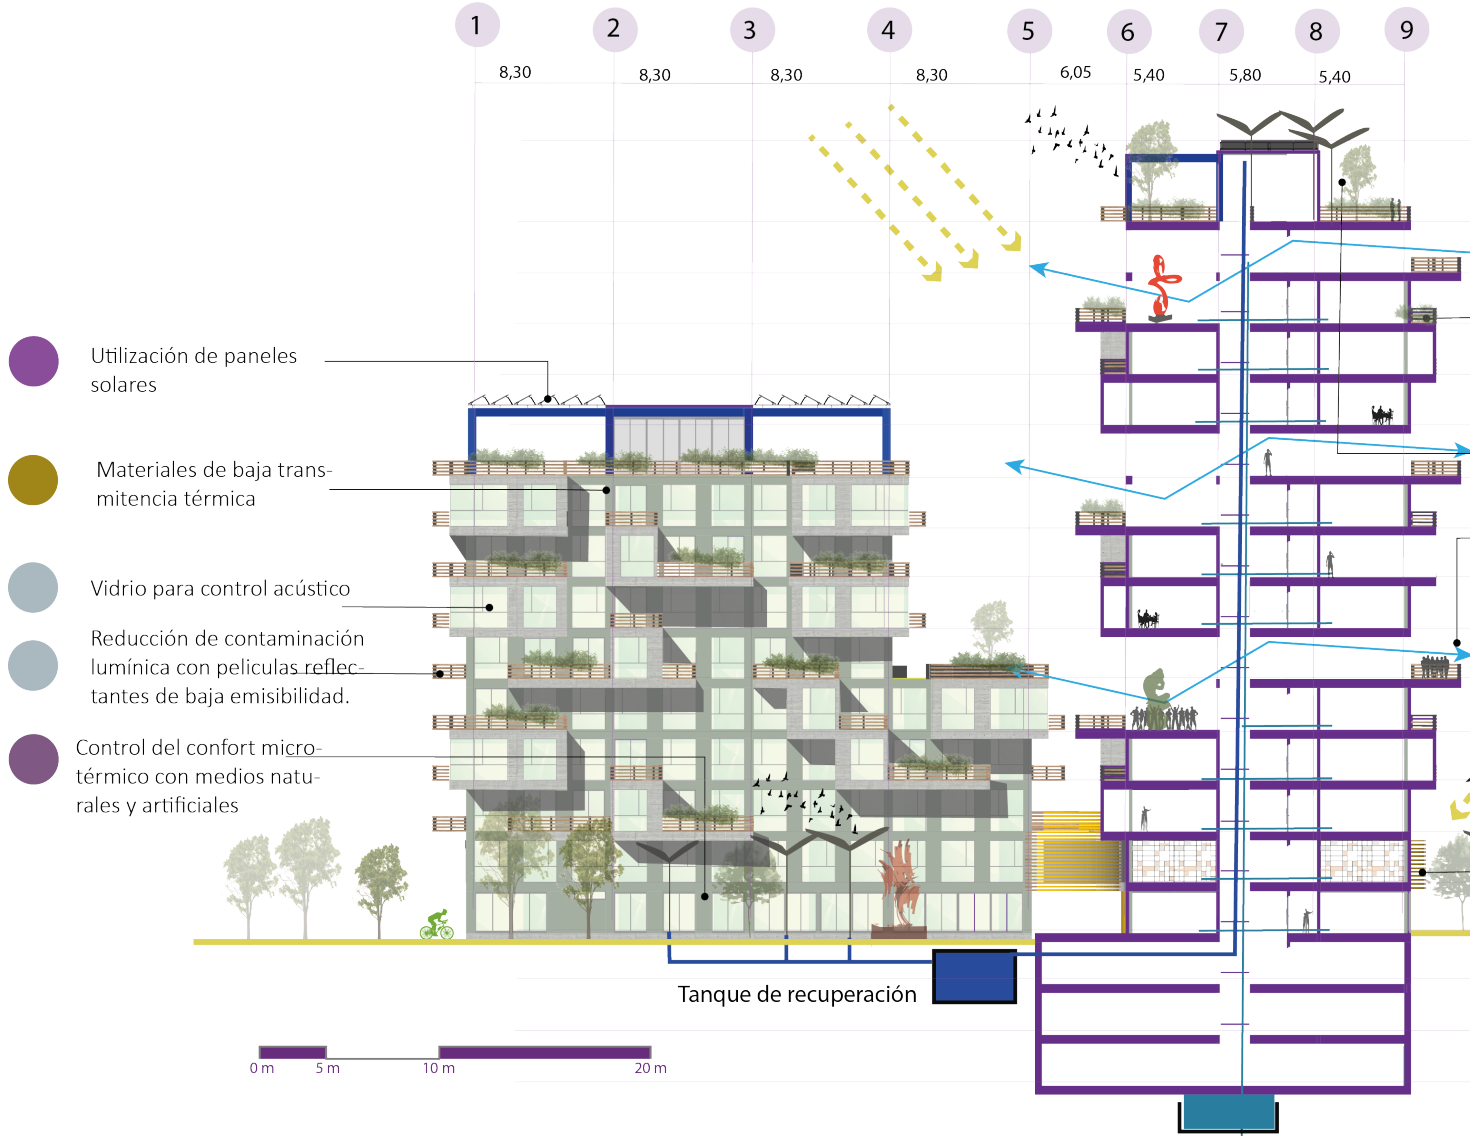 1 2 3 4 5 6 7 8 9
8,30 8,30 8,30 8,30 6,05 5,40 5,80 5,40
Utilización de paneles
solares
Materiales de baja trans-
mitencia térmica
Vidrio para control acústico
Reducción de contaminación
lumínica con peliculas reflec-
tantes de baja emisibilidad.
Control del confort micro-
térmico con medios natu-
rales y artificiales
Tanque de recuperación
0 m 5 m 10 m 20 m